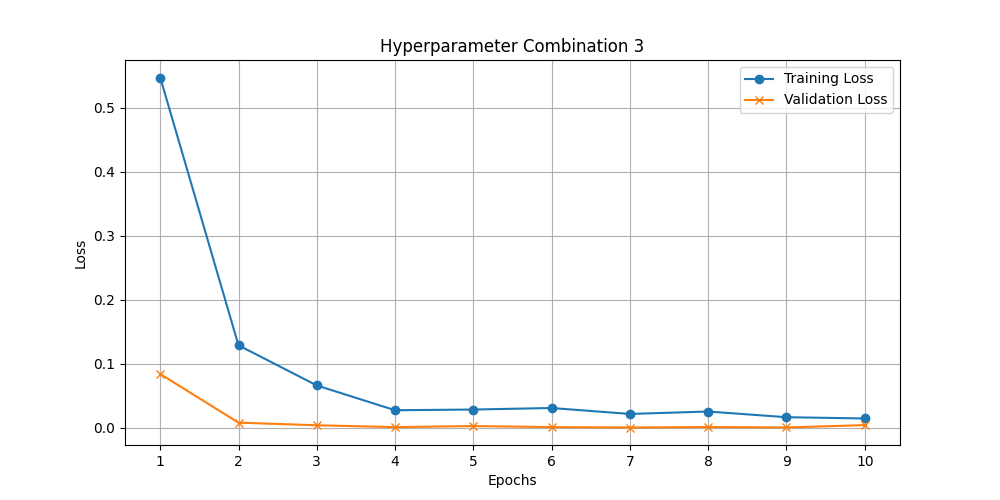 Hyperparameter Combination 3
Training Loss
Validation Loss
0.5
0.4
0.3
0.2
0.1
0.0
Loss
1 2 3 4 5 6 7 8 9 10
Epochs